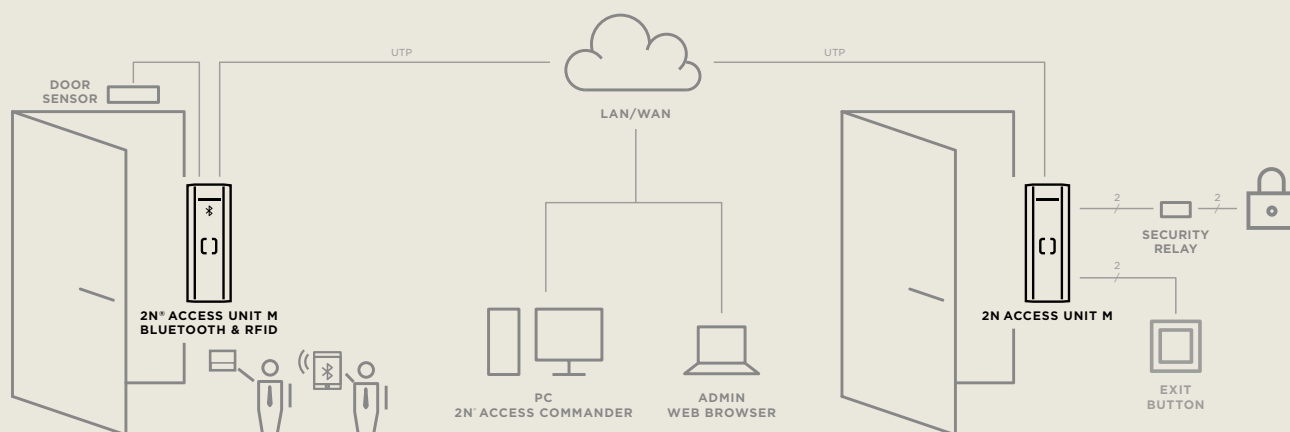 UTP
UTP
DOOR
SENSOR
LAN/WAN
2
2
SECURITY
RELAY
2
2N® ACCESS UNIT M
BLUETOOTH & RFID
2N ACCESS UNIT M
PC
2N® ACCESS COMMANDER
ADMIN
WEB BROWSER
EXIT
BUTTON